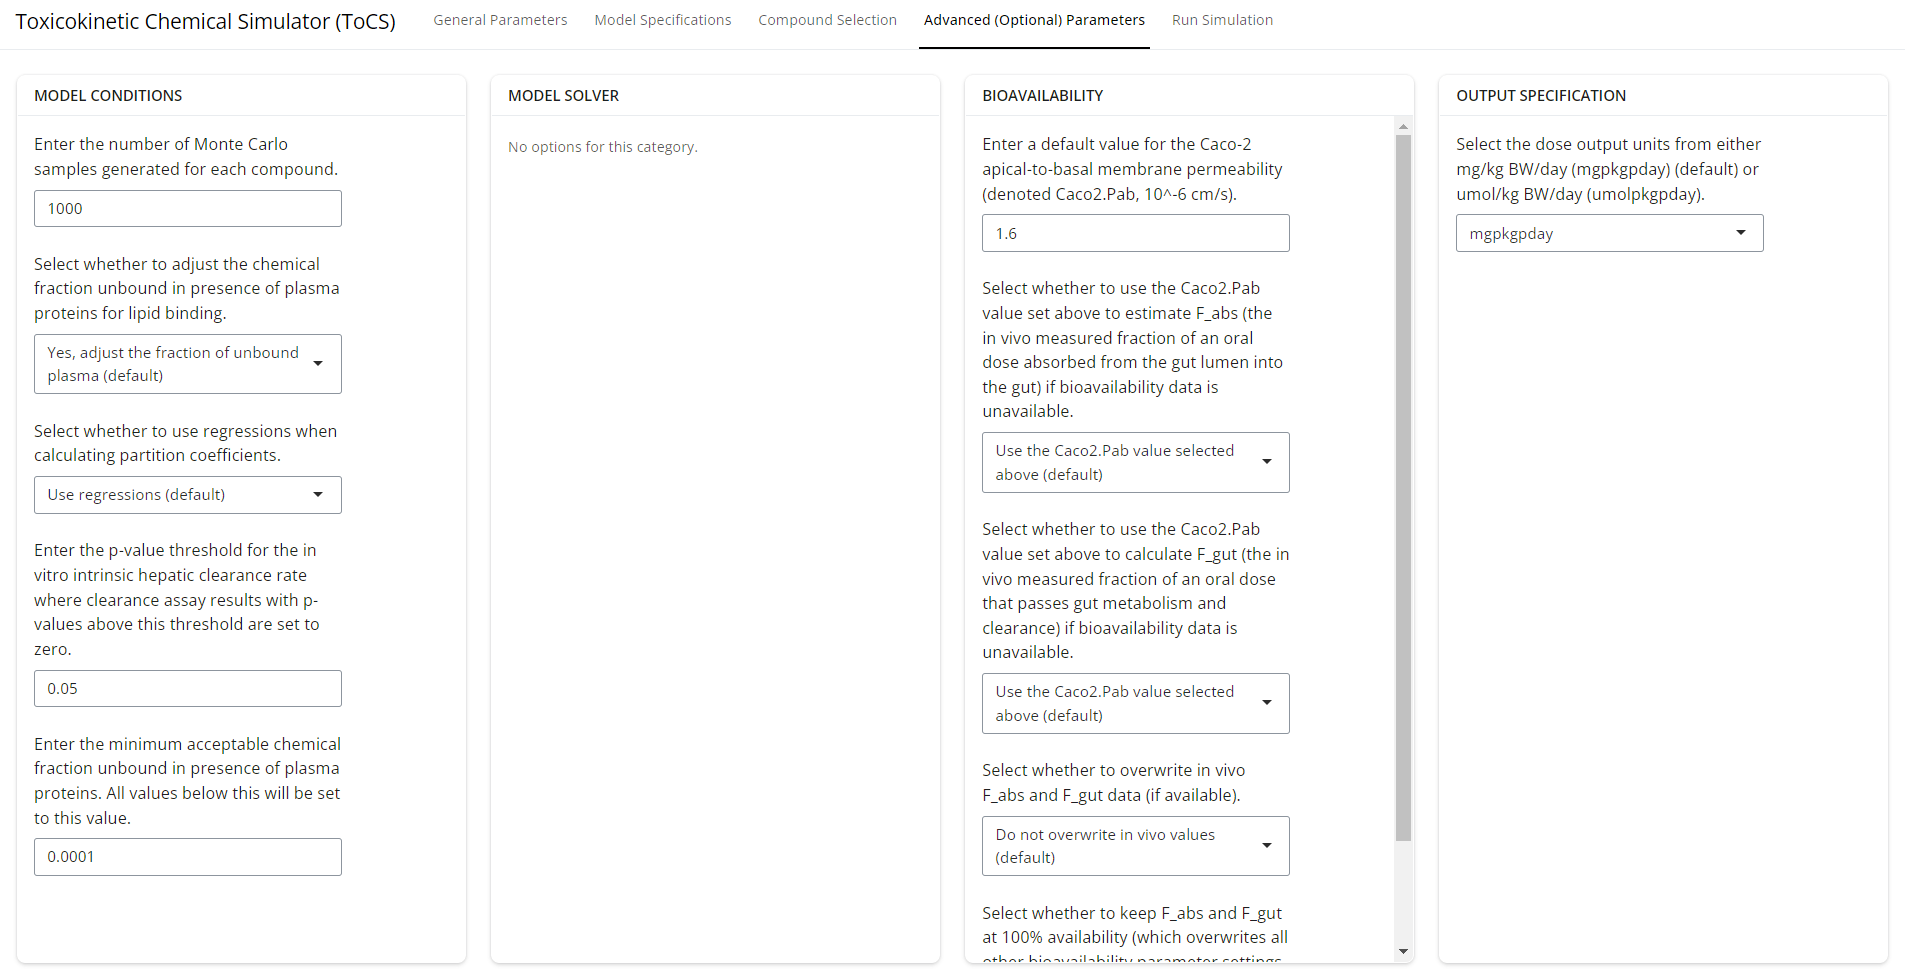 Toxicokinetic Chemical Simulator (ToCS)
General Parameters
Model Specifications
Compound Selection
Advanced (Optional) Parameters
Run Simulation
MODEL CONDITIONS
Enter the number of Monte Carlo
samples generated for each compound.
1000
Select whether to adjust the chemical
fraction unbound in presence of plasma
proteins for lipid binding.
Yes, adjust the fraction of unbound
plasma (default)
Select whether to use regressions when
calculating partition coefficients.
Use regressions (default)
Enter the p-value threshold for the in
vitro intrinsic hepatic clearance rate
where clearance assay results with p-
values above this threshold are set to
zero.
0.05
Enter the minimum acceptable chemical
fraction unbound in presence of plasma
proteins. All values below this will be set
to this value.
0.0001
MODEL SOLVER
No options for this category.
BIOAVAILABILITY
Enter a default value for the Caco-2
apical-to-basal membrane permeability
(denoted Caco2.Pab, 10^-6 cm/s).
1.6
Select whether to use the Caco2.Pab
value set above to estimate F_abs (the
in vivo measured fraction of an oral
dose absorbed from the gut lumen into
the gut) if bioavailability data is
unavailable.
Use the Caco2.Pab value selected
above (default)
Select whether to use the Caco2.Pab
value set above to calculate F_gut (the in
vivo measured fraction of an oral dose
that passes gut metabolism and
clearance) if bioavailability data is
unavailable.
Use the Caco2.Pab value selected
above (default)
Select whether to overwrite in vivo
F_abs and F_gut data (if available).
Do not overwrite in vivo values
(default)
Select whether to keep F_abs and F_gut
at 100% availability (which overwrites all
other bioavailability parameter settings
OUTPUT SPECIFICATION
Select the dose output units from either
mg/kg BW/day (mgpkgpday) (default) or
umol/kg BW/day (umolpkgpday).
mgpkgpday